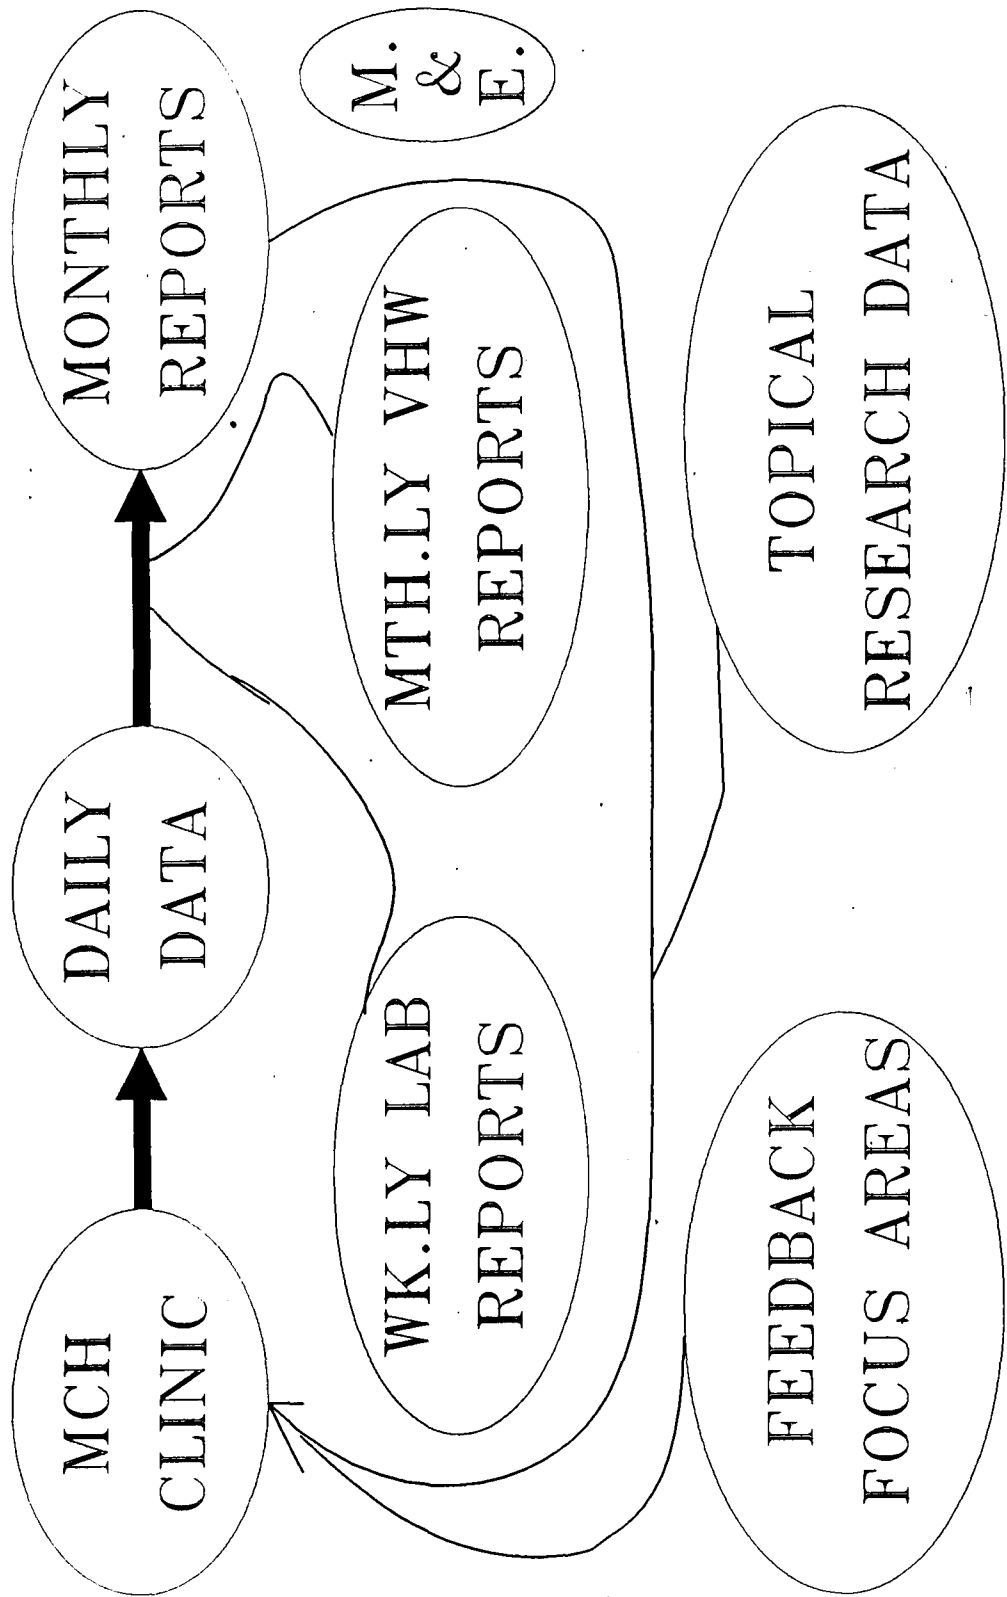 MCH
CLINIC
DAILY
DATA
MONTHLY
REPORTS
WK.LY LAB
REPORTS
MTH.LY VHW
REPORTS
M.
&
E.
FEEDBACK
FOCUS AREAS
TOPICAL
RESEARCH DATA